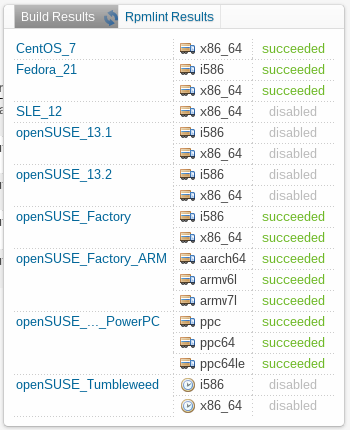 Build Results Rpmlint Results
CentOS_7 x86_64 succeeded
Fedora_21 i586 succeeded
x86_64 succeeded
SLE_12 x86_64 disabled
openSUSE_13.1 i586 disabled
x86_64 disabled
openSUSE_13.2 i586 disabled
x86_64 disabled
openSUSE_Factory i586 succeeded
x86_64 succeeded
openSUSE_Factory_ARM aarch64 succeeded
armv6l succeeded
armv7l succeeded
openSUSE_..._PowerPC ppc succeeded
ppc64 succeeded
ppc64le succeeded
openSUSE_Tumbleweed i586 disabled
x86_64 disabled